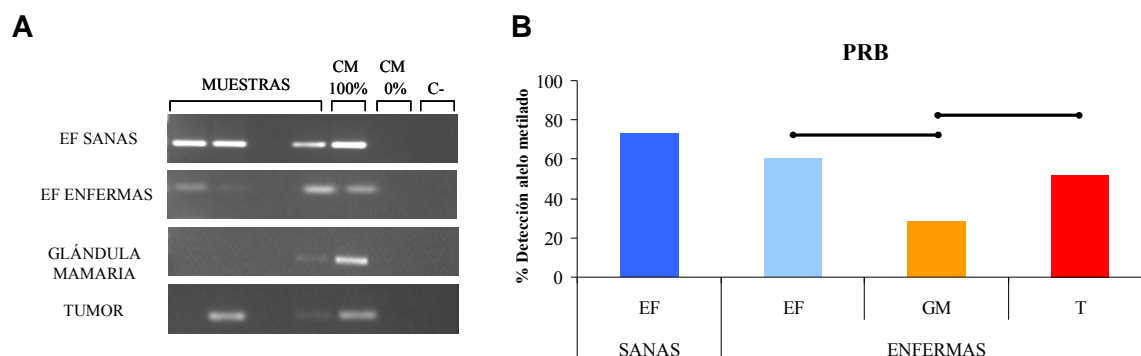 A
MUESTRAS
CM
100%
CM
0%
C-
EF SANAS
EF ENFERMAS
GLÁNDULA
MAMARIA
TUMOR
B
PRB
% Detección alelo metilado
100
80
60
40
20
0
EF
EF
GM
T
SANAS
ENFERMAS